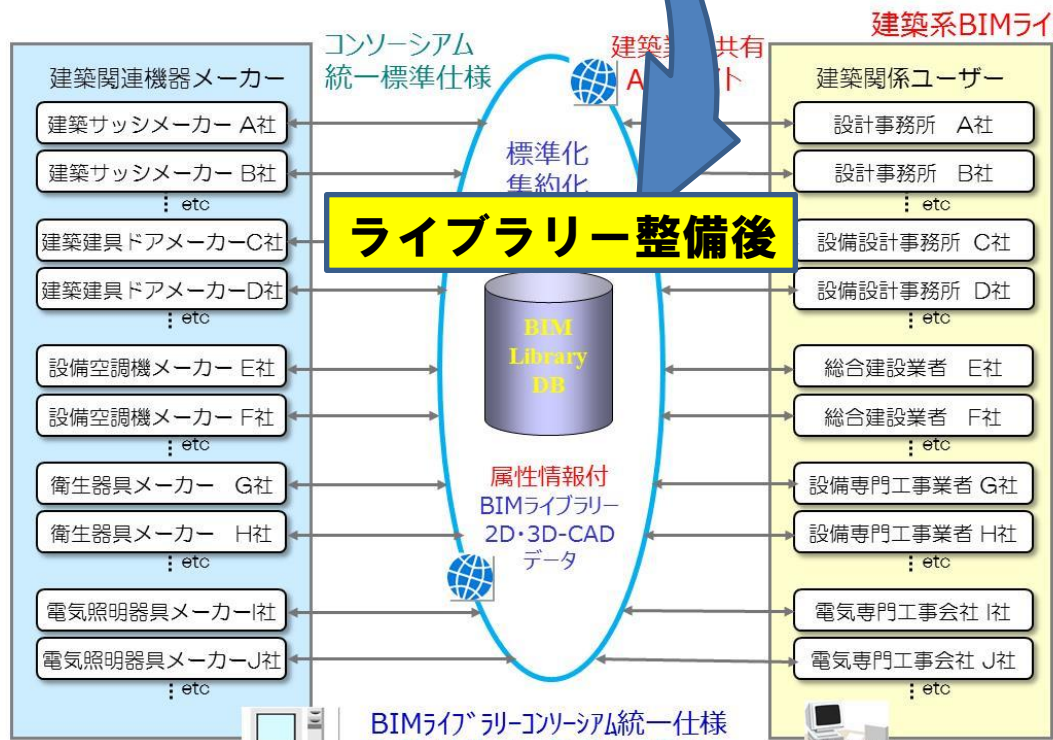 建築系BIMライ
コンソーシアム
統一標準仕様
建築
共有
A
ト
建築関連機器メーカー
建築サッシメーカー A社
建築サッシメーカー B社
etc
建築建具ドアメーカーC社
建築建具ドアメーカーD社
etc
設備空調機メーカー E社
設備空調機メーカー F社
etc
衛生器具メーカー G社
衛生器具メーカー H社
etc
電気照明器具メーカーI社
電気照明器具メーカーJ社
etc
標準化
集約化
ライブラリー整備後
BIM
Library
DB
属性情報付
BIMライブラリー
2D・3D-CAD
データ
建築関係ユーザー
設計事務所 A社
設計事務所 B社
etc
設備設計事務所 C社
設備設計事務所 D社
etc
総合建設業者 E社
総合建設業者 F社
etc
設備専門工事業者 G社
設備専門工事業者 H社
etc
電気専門工事会社 I社
電気専門工事会社 J社
etc
BIMライブラリーコンソーシアム統一仕様